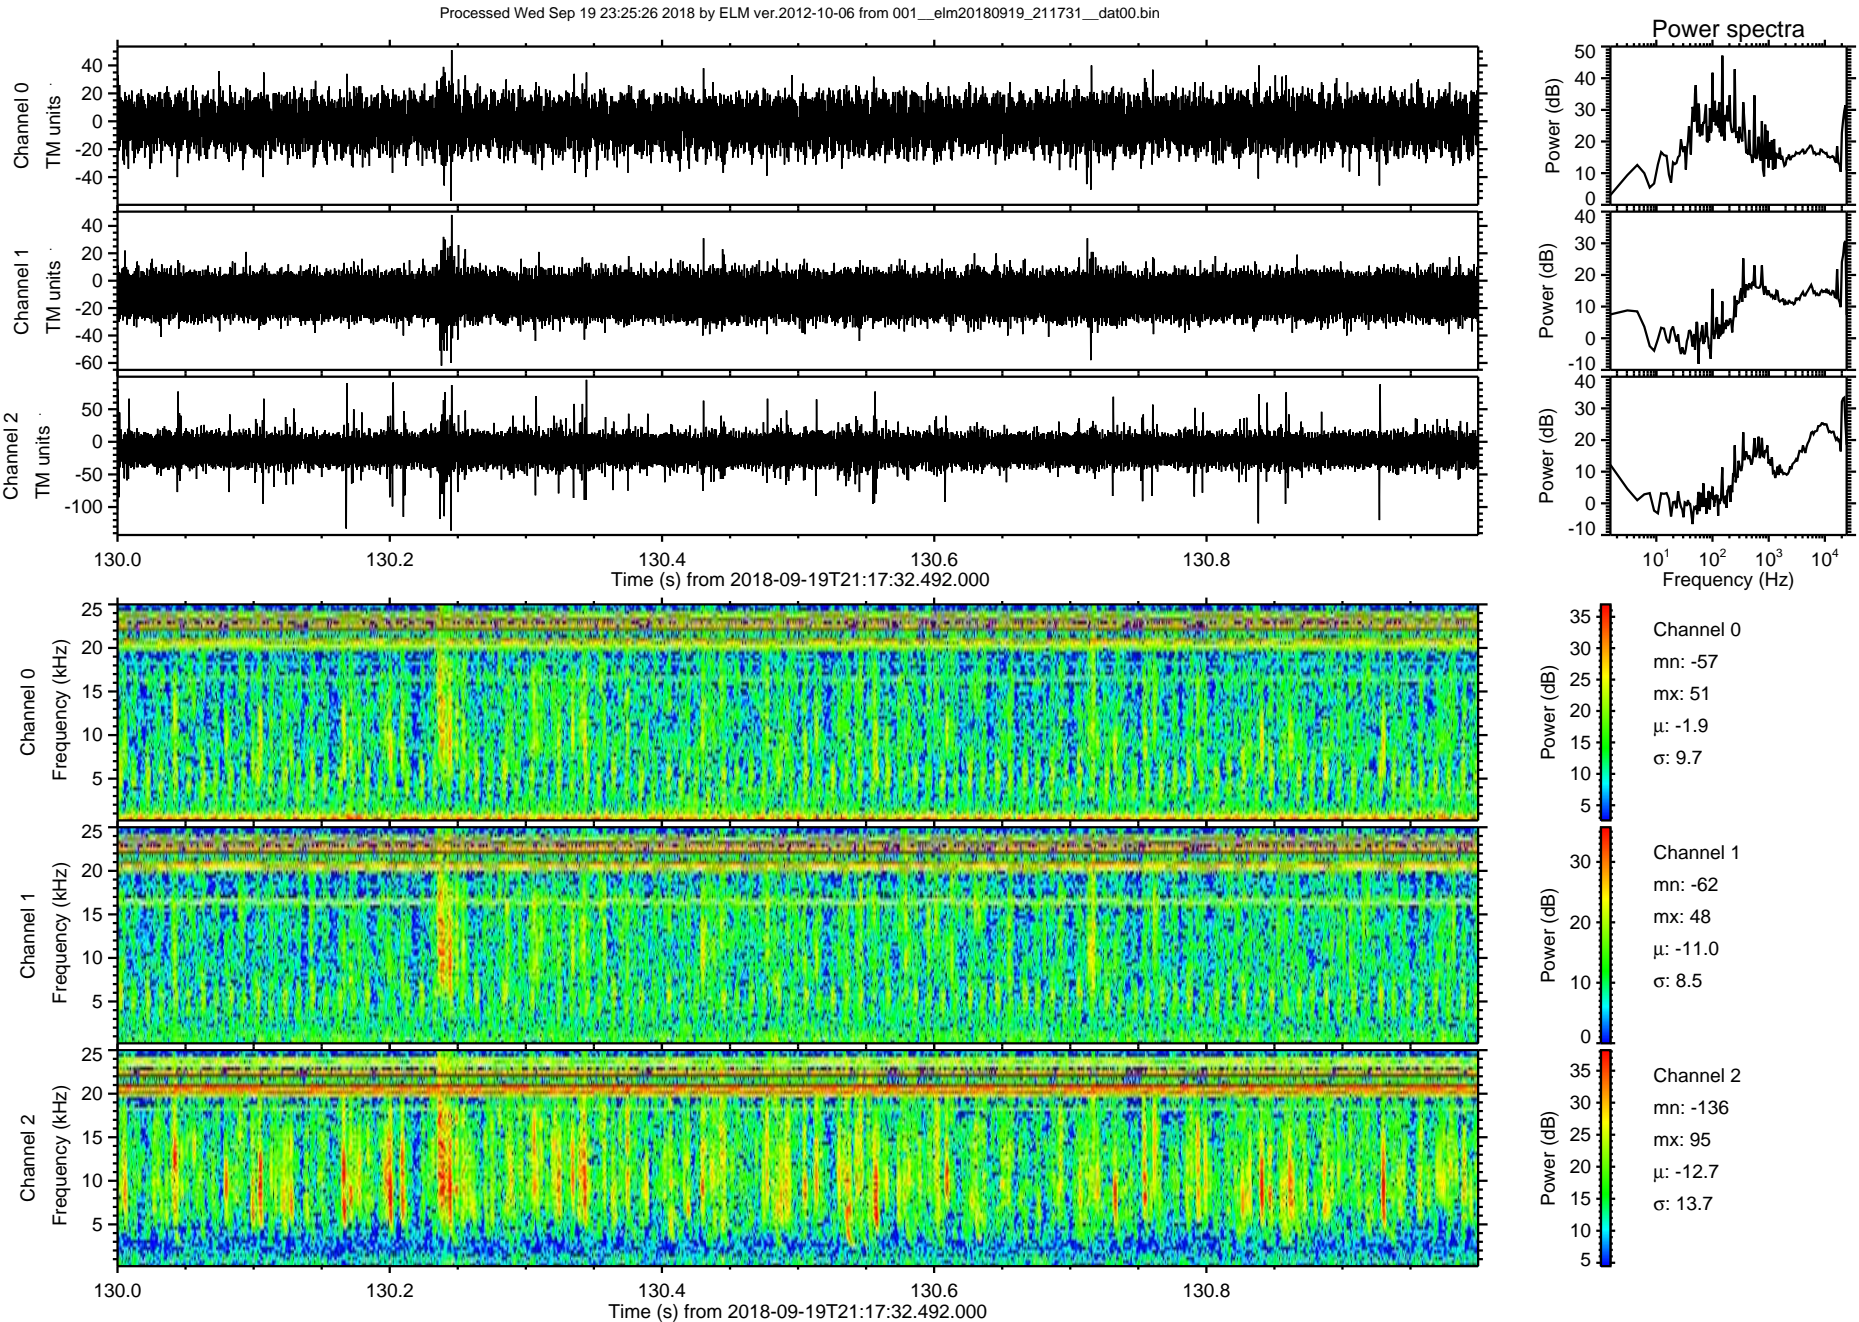 Processed Wed Sep 19 23:25:26 2018 by ELM ver.2012-10-06 from 001__elm20180919_211731__dat00.bin
Power spectra
Channel 0
TM units
40
20
0
-20
-40
Power (dB)
50
40
30
20
10
0
Channel 1
TM units
40
20
0
-20
-40
-60
Power (dB)
40
30
20
10
0
-10
Channel 2
TM units
50
0
-50
-100
Power (dB)
40
30
20
10
0
-10
130.0 130.2 130.4 130.6 130.8
Time (s) from 2018-09-19T21:17:32.492.000
10^1 10^2 10^3 10^4
Frequency (Hz)
Channel 0
Frequency (kHz)
25
20
15
10
5
Power (dB)
35
30
25
20
15
10
5
Channel 0
mn: -57
mx: 51
μ: -1.9
σ: 9.7
Channel 1
Frequency (kHz)
25
20
15
10
5
Power (dB)
30
20
10
0
Channel 1
mn: -62
mx: 48
μ: -11.0
σ: 8.5
Channel 2
Frequency (kHz)
25
20
15
10
5
Power (dB)
35
30
25
20
15
10
5
Channel 2
mn: -136
mx: 95
μ: -12.7
σ: 13.7
130.0 130.2 130.4 130.6 130.8
Time (s) from 2018-09-19T21:17:32.492.000